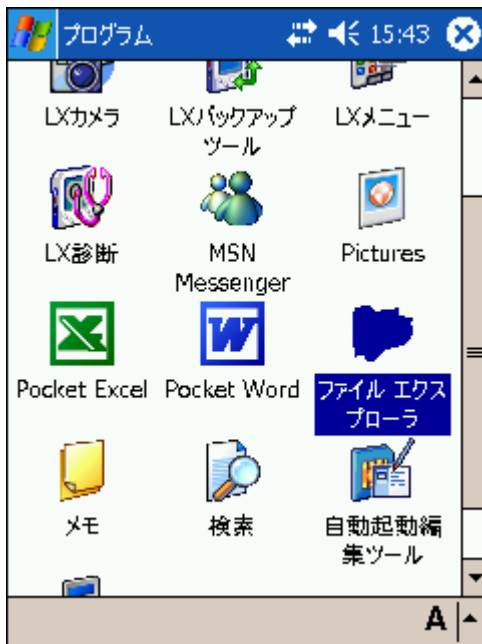 プログラム 15:43
LXカメラ LXバックアップ LXメニュー
ツール
LX診断 MSN Pictures
Messenger
Pocket Excel Pocket Word ファイル エクス
プローラ
メモ 検索 自動起動編
集ツール
A